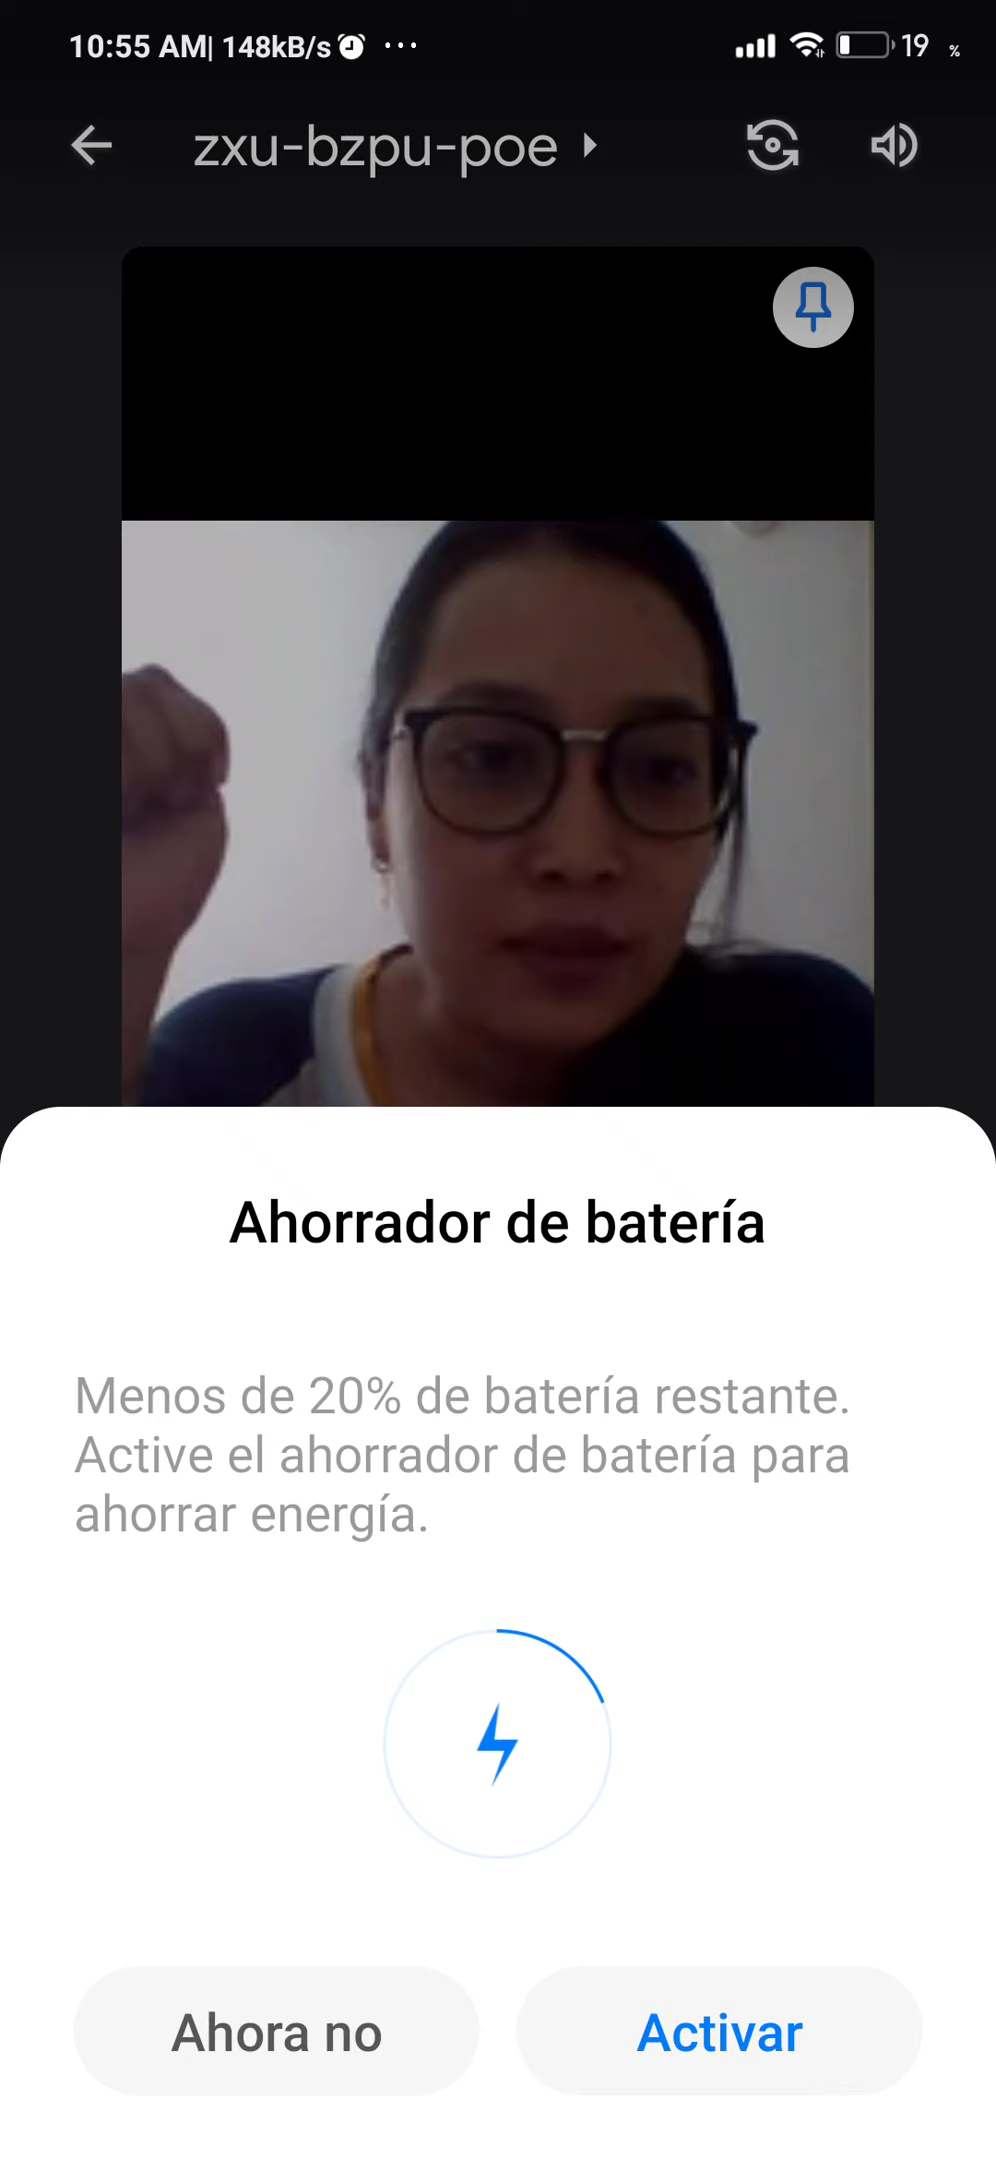 10:55 AM| 148kB/s ... 19 %
zxu-bzpu-poe
Ahorrador de batería
Menos de 20% de batería restante.
Active el ahorrador de batería para
ahorrar energía.
Ahora no Activar